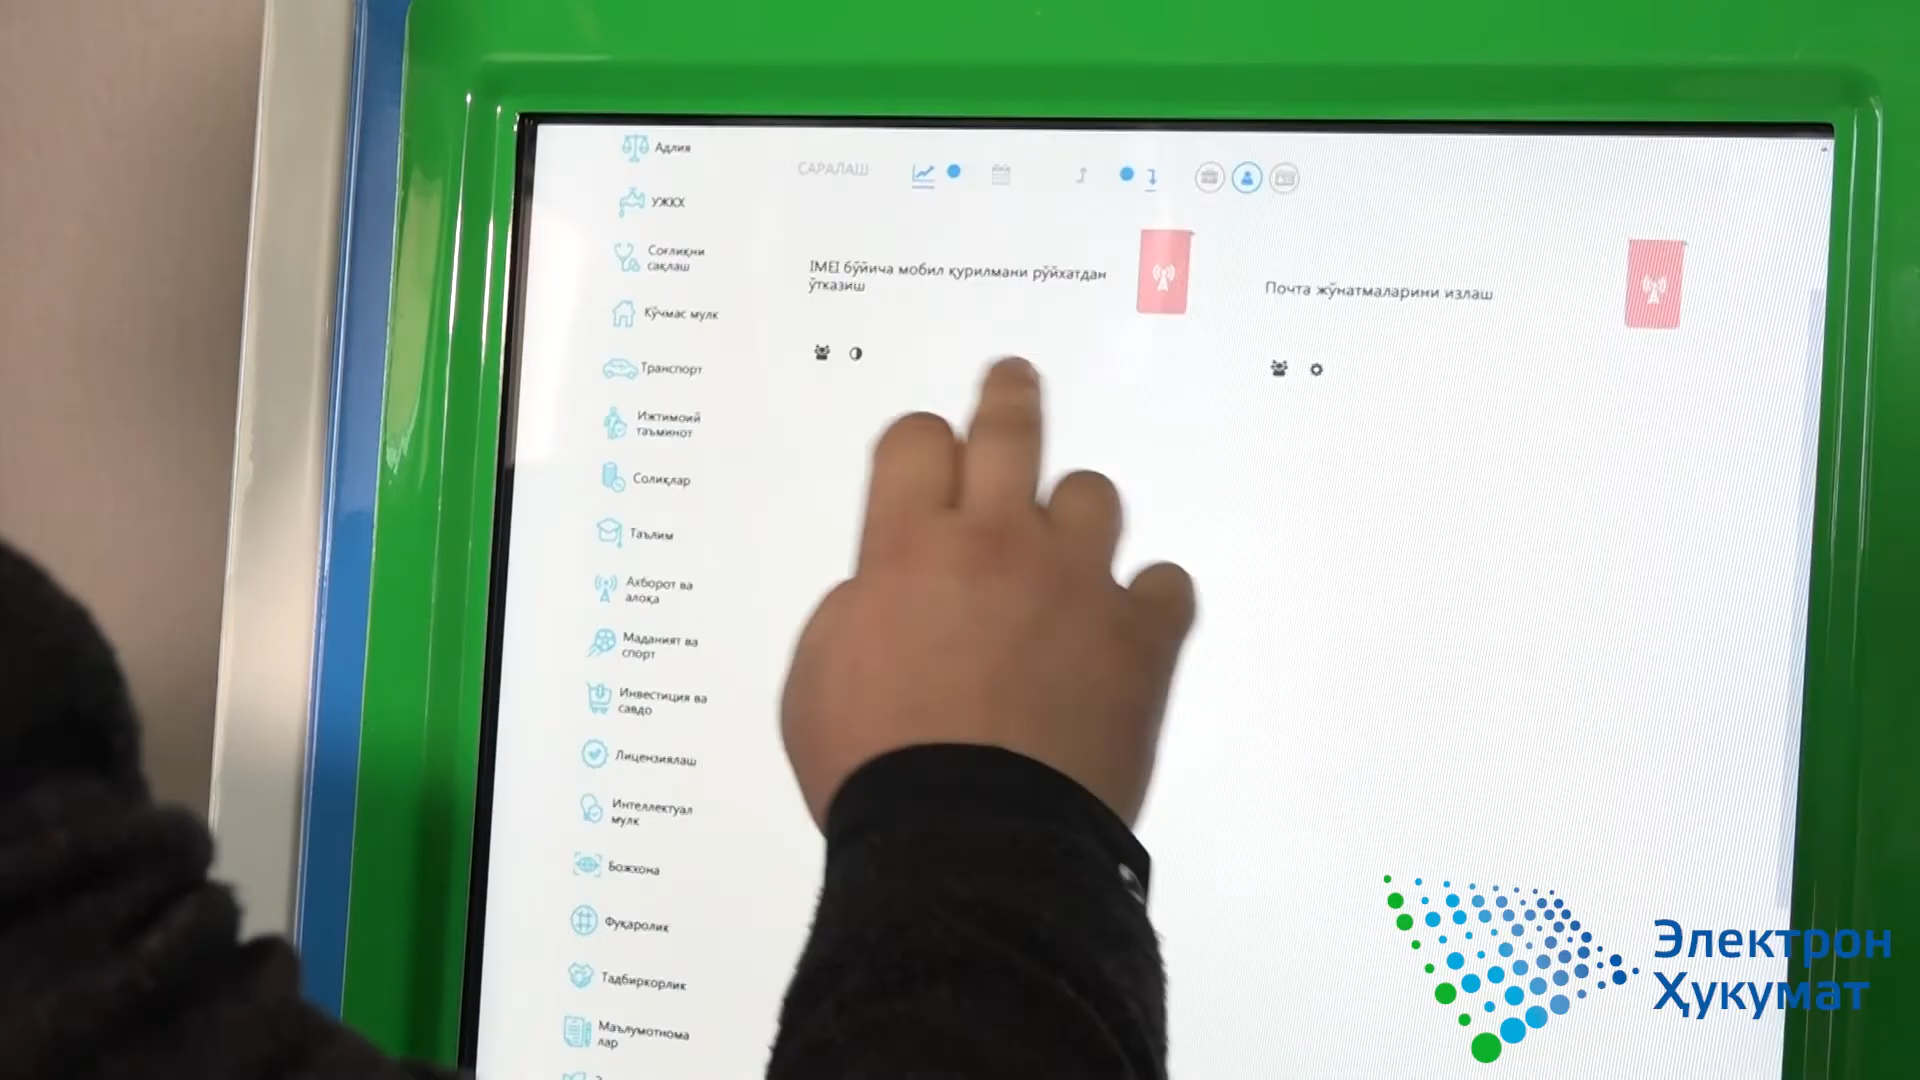 Адлия
УЖКХ
Соғлиқни
сақлаш
Кўчмас мулк
Транспорт
Ижтимоий
таъминот
Солиқлар
Таълим
Ахборот ва
алоқа
Маданият ва
спорт
Инвестиция ва
савдо
Лицензиялаш
Интеллектуал
мулк
Божхона
Фуқаролик
Тадбиркорлик
Маълумотнома
лар
САРАЛАШ
IMEI бўйича мобил қурилмани рўйхатдан
ўтказиш
Почта жўнатмаларини излаш
Электрон
Ҳукумат